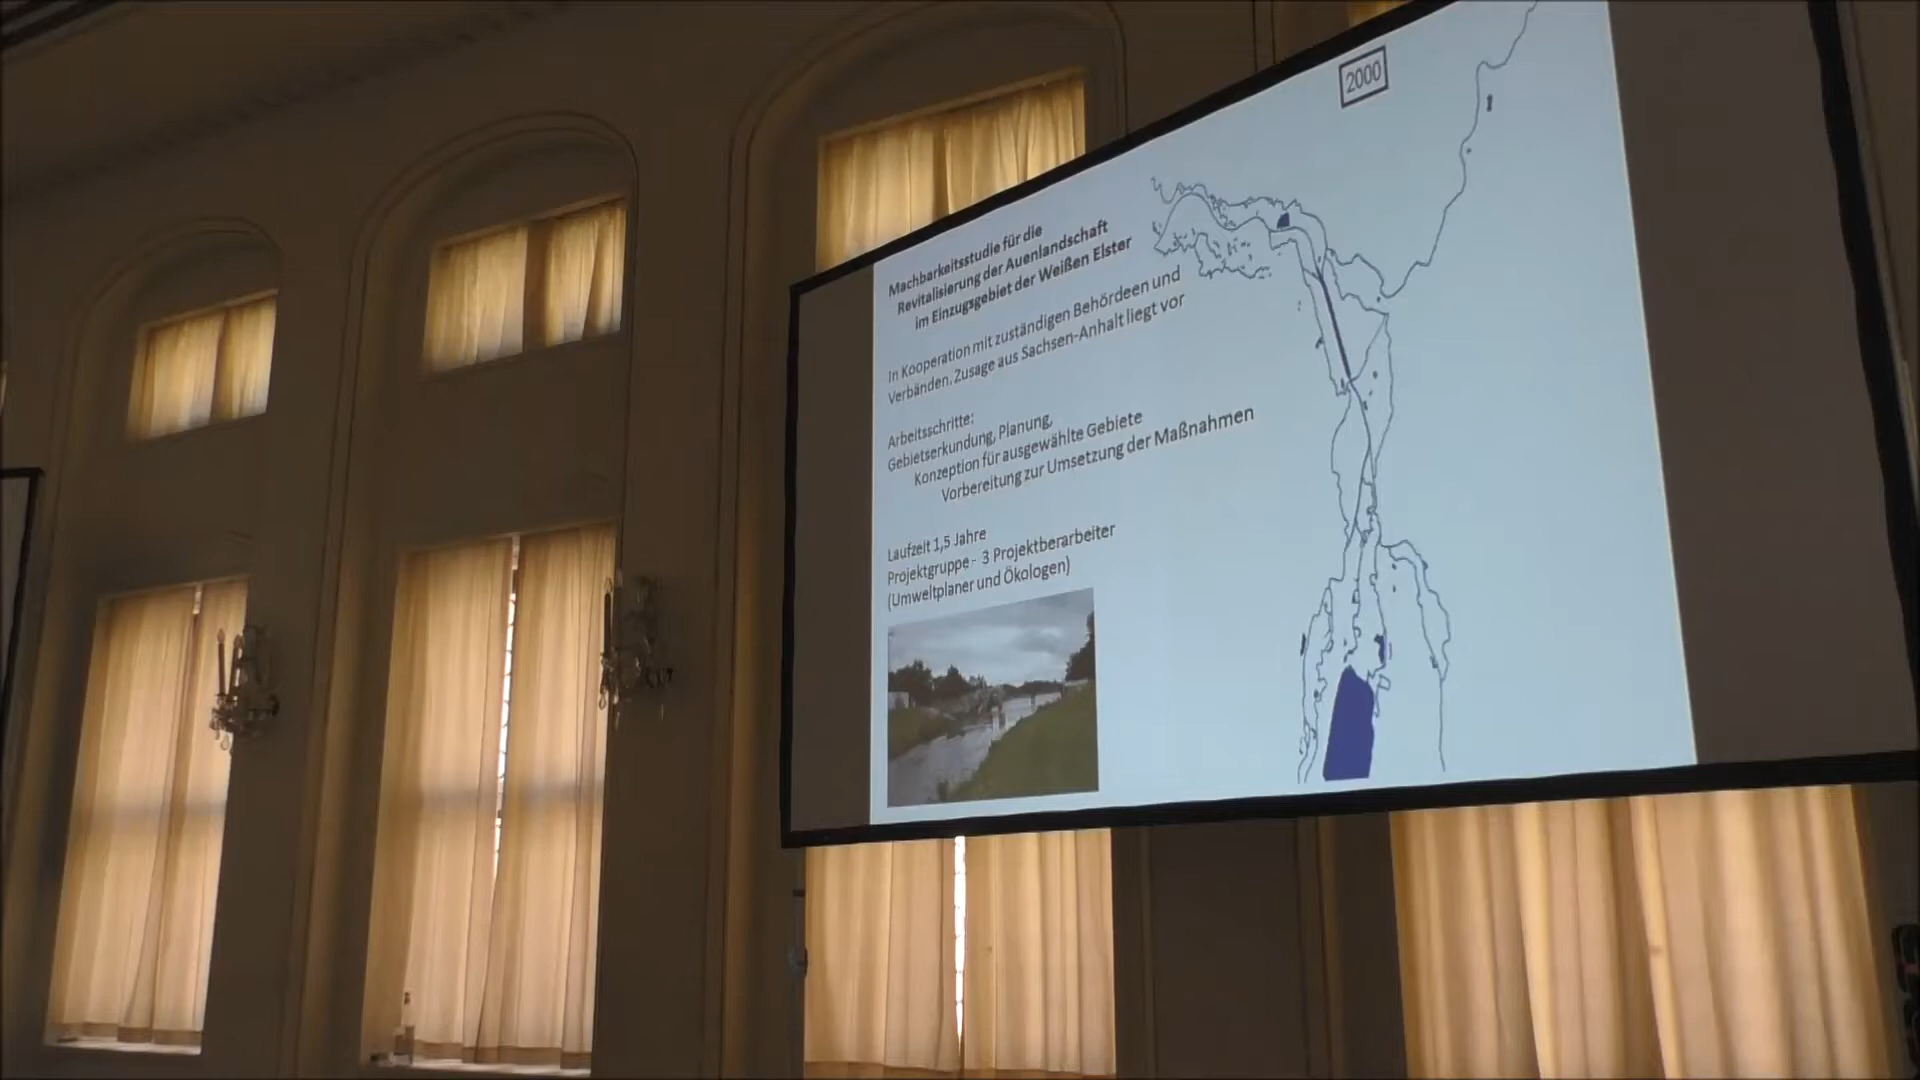 2000
Machbarkeitsstudie für die
Revitalisierung der Auenlandschaft
im Einzugsgebiet der Weißen Elster
In Kooperation mit zuständigen Behördeen und
Verbänden. Zusage aus Sachsen-Anhalt liegt vor
Arbeitsschritte:
Gebietserkundung, Planung,
Konzeption für ausgewählte Gebiete
Vorbereitung zur Umsetzung der Maßnahmen
Laufzeit 1,5 Jahre
Projektgruppe - 3 Projektberarbeiter
(Umweltplaner und Ökologen)